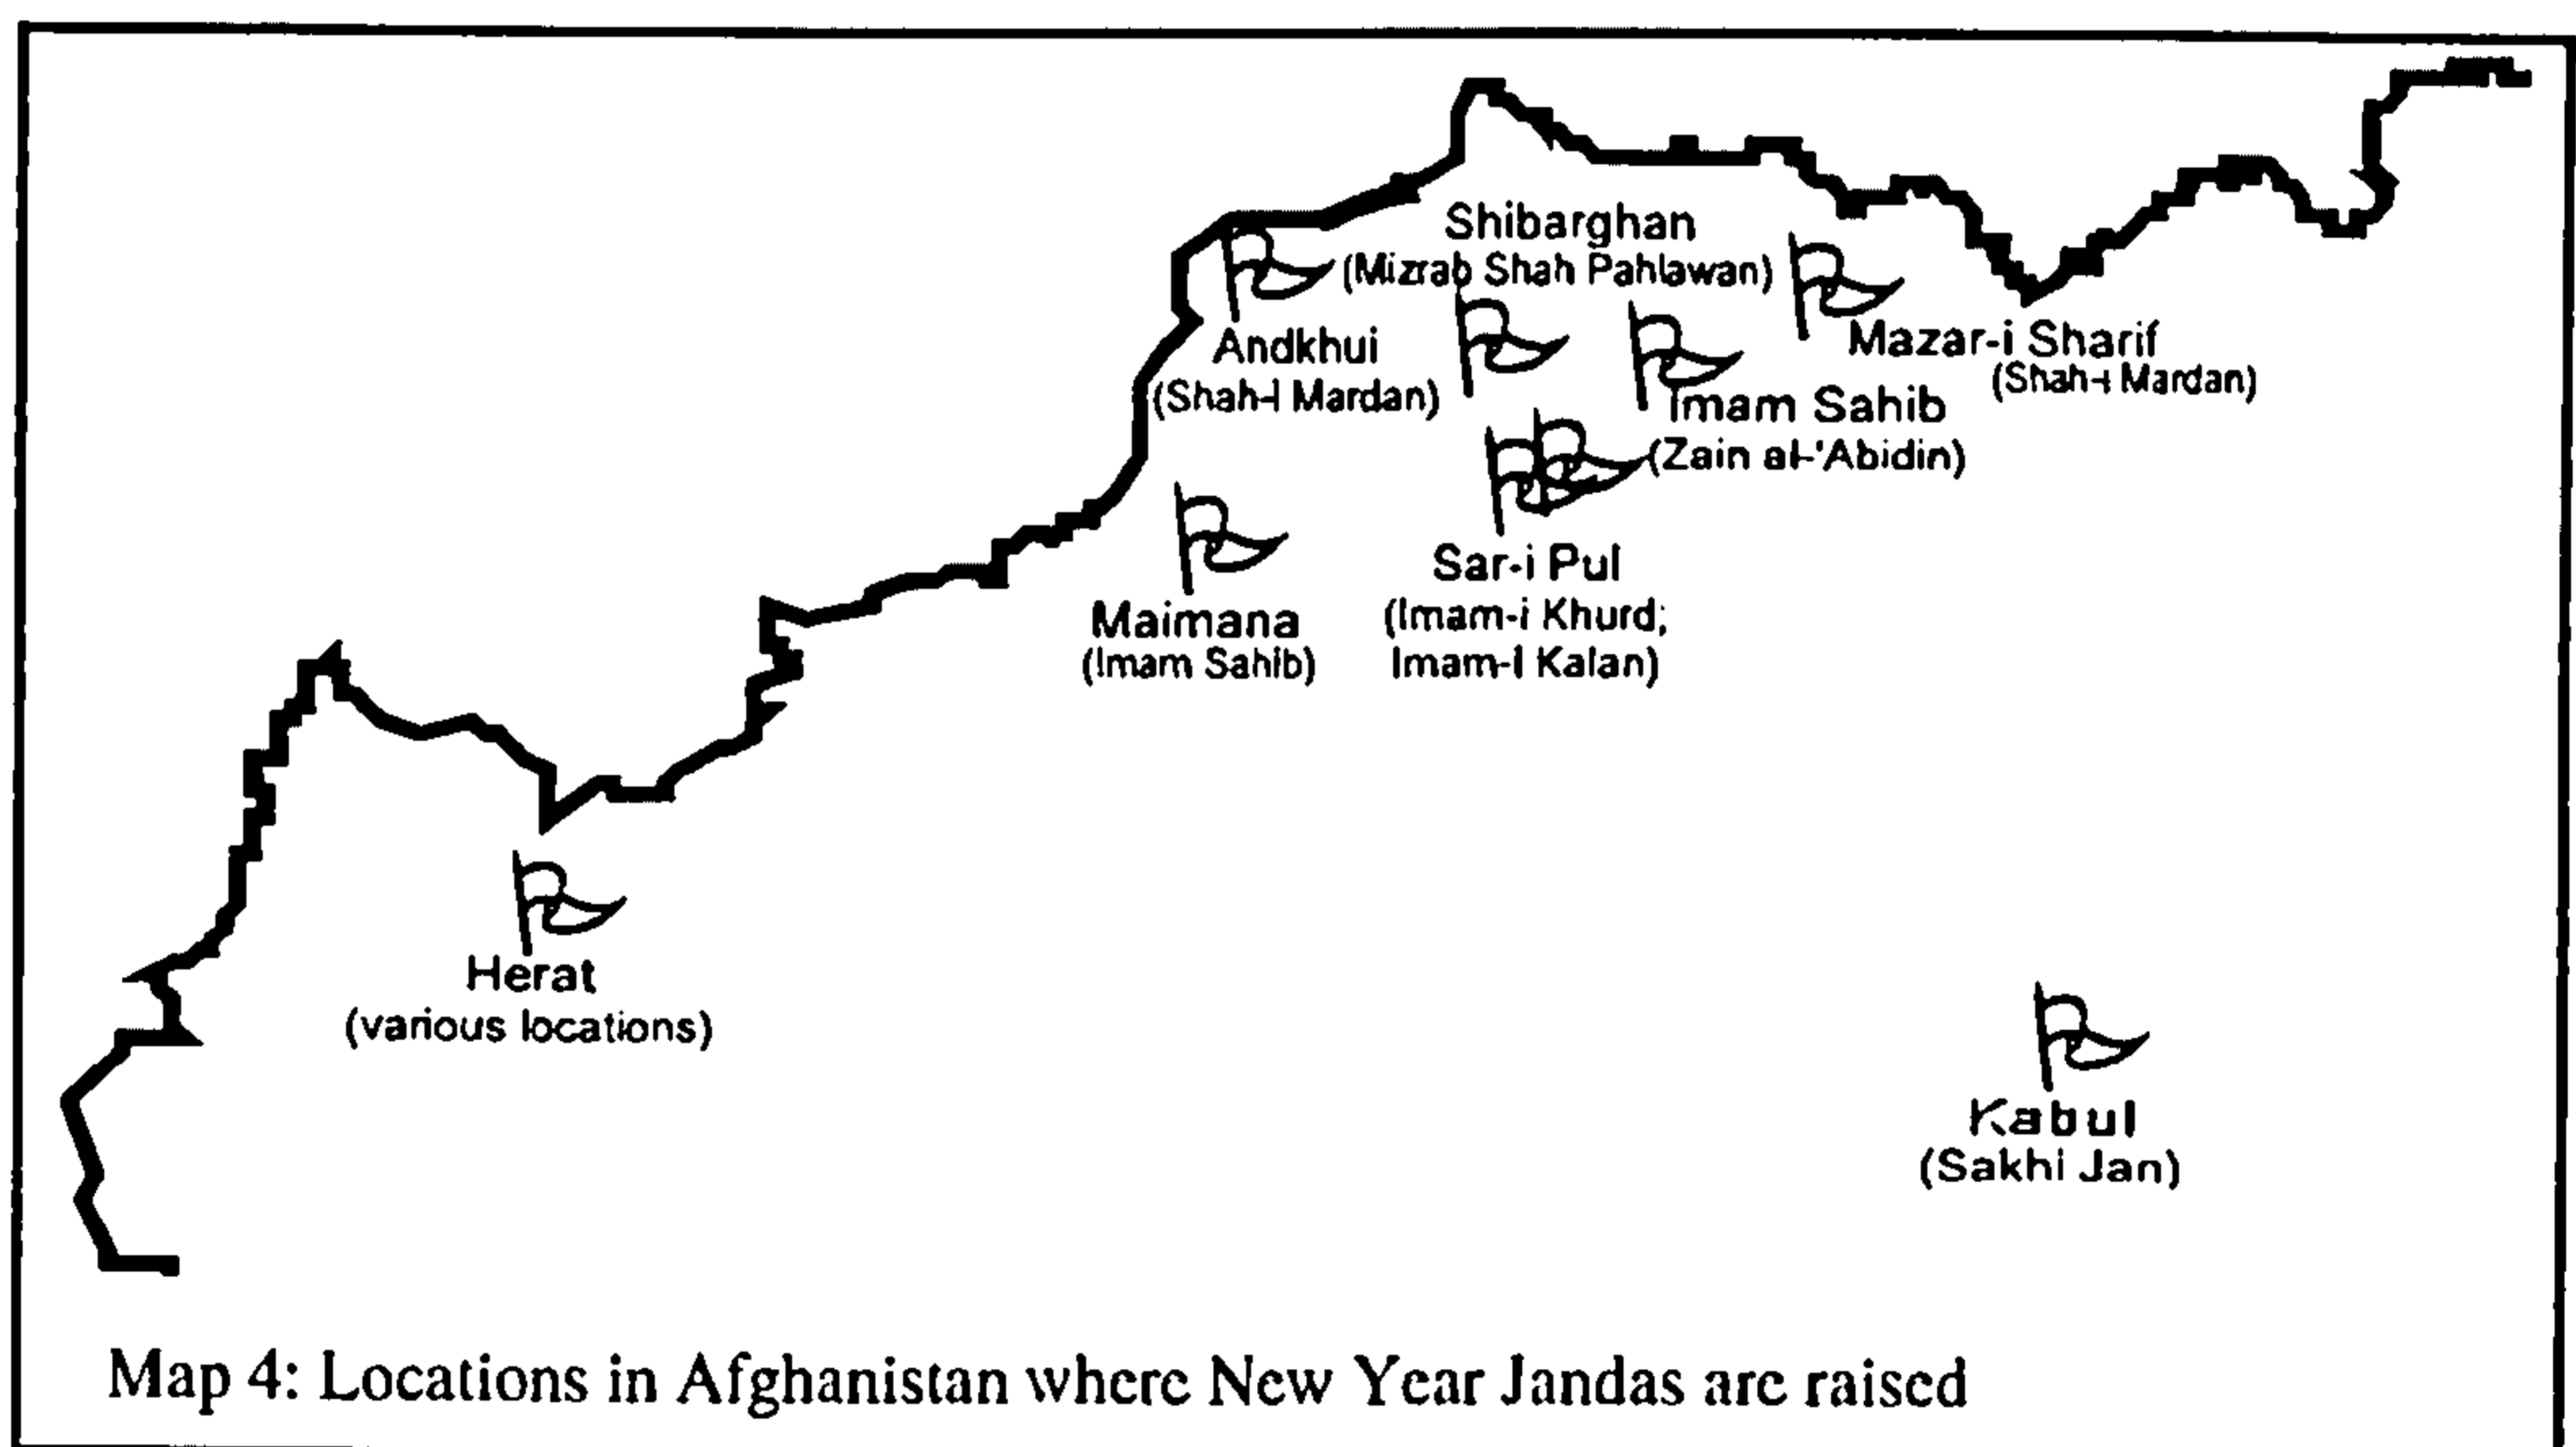 Shibarghan
(Mizrab Shah Pahlawan)
Andkhui
(Shah-i Mardan)
Mazar-i Sharif
(Shah-i Mardan)
Imam Sahib
(Zain al-'Abidin)
Maimana
(Imam Sahib)
Sar-i Pul
(Imam-i Khurd;
Imam-i Kalan)
Herat
(various locations)
Kabul
(Sakhi Jan)
Map 4: Locations in Afghanistan where New Year Jandas are raised